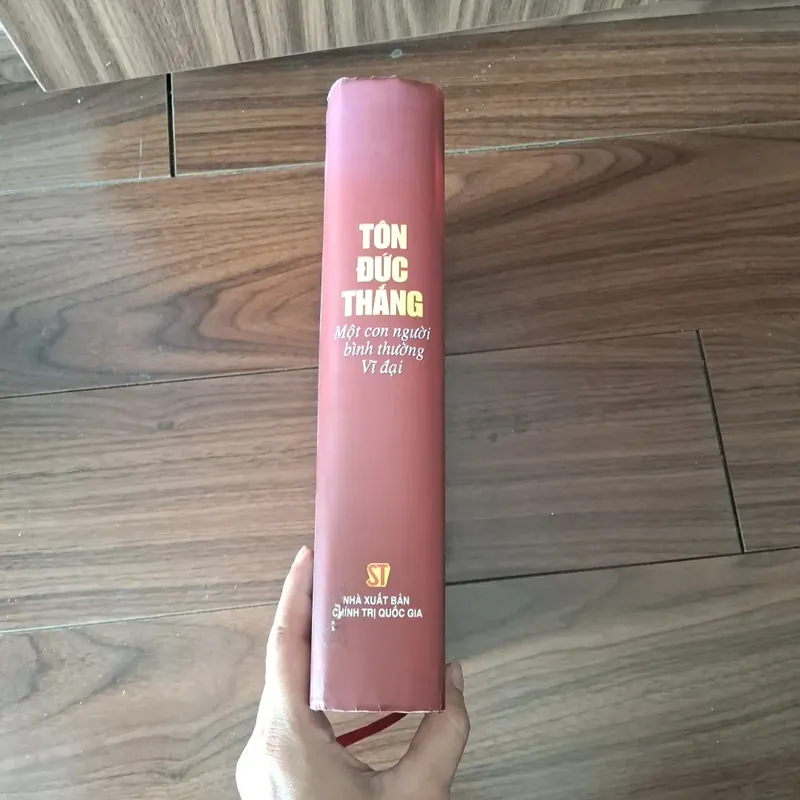 TÔN
ĐỨC
THẮNG
Một con người
bình thường
Vĩ đại
ST
NHÀ XUẤT BẢN
CHÍNH TRỊ QUỐC GIA